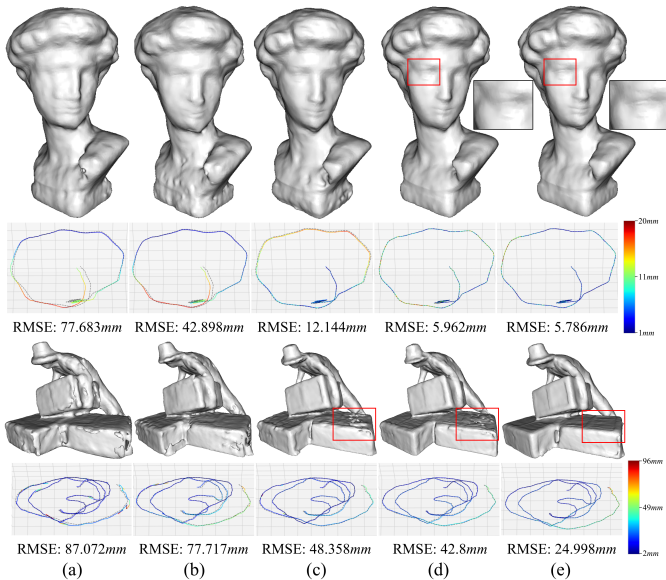 20mm
11mm
1mm
RMSE: 77.683mm RMSE: 42.898mm RMSE: 12.144mm RMSE: 5.962mm RMSE: 5.786mm
96mm
49mm
2mm
RMSE: 87.072mm RMSE: 77.717mm RMSE: 48.358mm RMSE: 42.8mm RMSE: 24.998mm
(a) (b) (c) (d) (e)